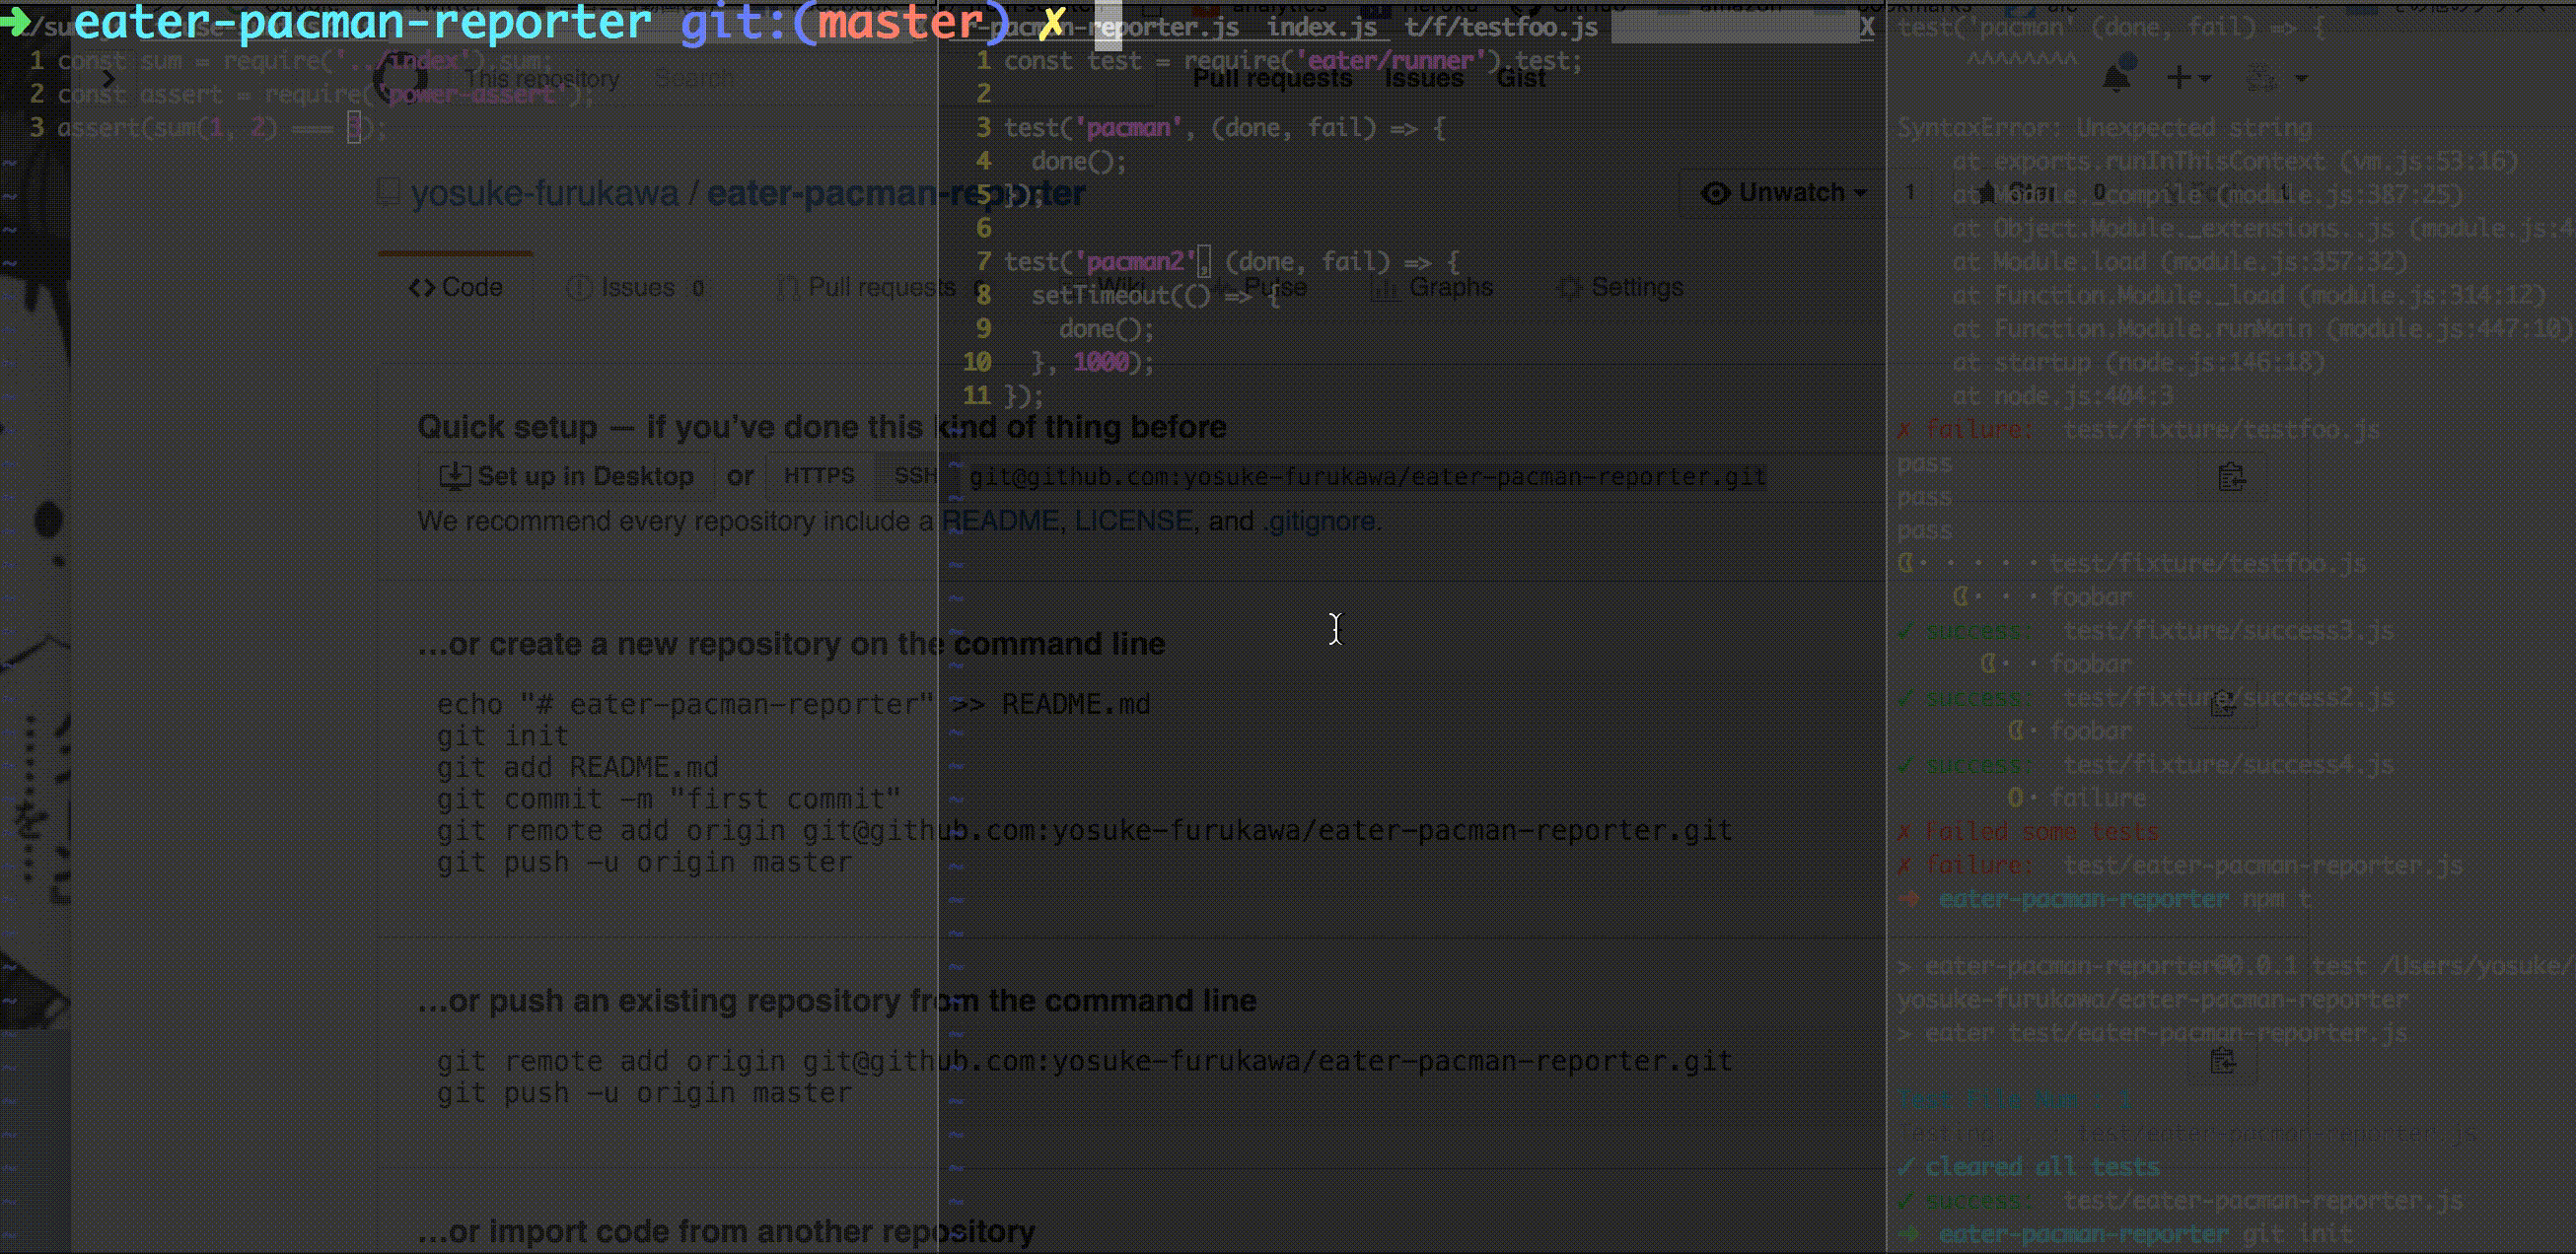 ➜ eater-pacman-reporter git:(master) ✗
-pacman-reporter.js index.js t/f/testfoo.js X
1 const sum = require('../index').sum;
2 const assert = require('power-assert');
3 assert(sum(1, 2) === 3);
1 const test = require('eater/runner').test;
2
3 test('pacman', (done, fail) => {
4 done();
5 });
6
7 test('pacman2', (done, fail) => {
8 setTimeout(() => {
9 done();
10 }, 1000);
11 });
This repository Search
Pull requests Issues Gist
yosuke-furukawa / eater-pacman-reporter
Unwatch 1
Star 0
Code Issues 0 Pull requests 0 Wiki Pulse Graphs Settings
Quick setup — if you've done this kind of thing before
Set up in Desktop or HTTPS SSH git@github.com:yosuke-furukawa/eater-pacman-reporter.git
We recommend every repository include a README, LICENSE, and .gitignore.
…or create a new repository on the command line
echo "# eater-pacman-reporter" >> README.md
git init
git add README.md
git commit -m "first commit"
git remote add origin git@github.com:yosuke-furukawa/eater-pacman-reporter.git
git push -u origin master
…or push an existing repository from the command line
git remote add origin git@github.com:yosuke-furukawa/eater-pacman-reporter.git
git push -u origin master
…or import code from another repository
test('pacman' (done, fail) => {
^^^^^^^^
SyntaxError: Unexpected string
at exports.runInThisContext (vm.js:53:16)
at Module._compile (module.js:387:25)
at Object.Module._extensions..js (module.js:4
at Module.load (module.js:357:32)
at Function.Module._load (module.js:314:12)
at Function.Module.runMain (module.js:447:10)
at startup (node.js:146:18)
at node.js:404:3
✗ failure: test/fixture/testfoo.js
pass
pass
pass
test/fixture/testfoo.js
foobar
✓ success: test/fixture/success3.js
foobar
✓ success: test/fixture/success2.js
foobar
✓ success: test/fixture/success4.js
failure
✗ Failed some tests
✗ failure: test/eater-pacman-reporter.js
➜ eater-pacman-reporter npm t
> eater-pacman-reporter@0.0.1 test /Users/yosuke/
yosuke-furukawa/eater-pacman-reporter
> eater test/eater-pacman-reporter.js
Test File Num : 1
Testing... : test/eater-pacman-reporter.js
✓ cleared all tests
✓ success: test/eater-pacman-reporter.js
➜ eater-pacman-reporter git init